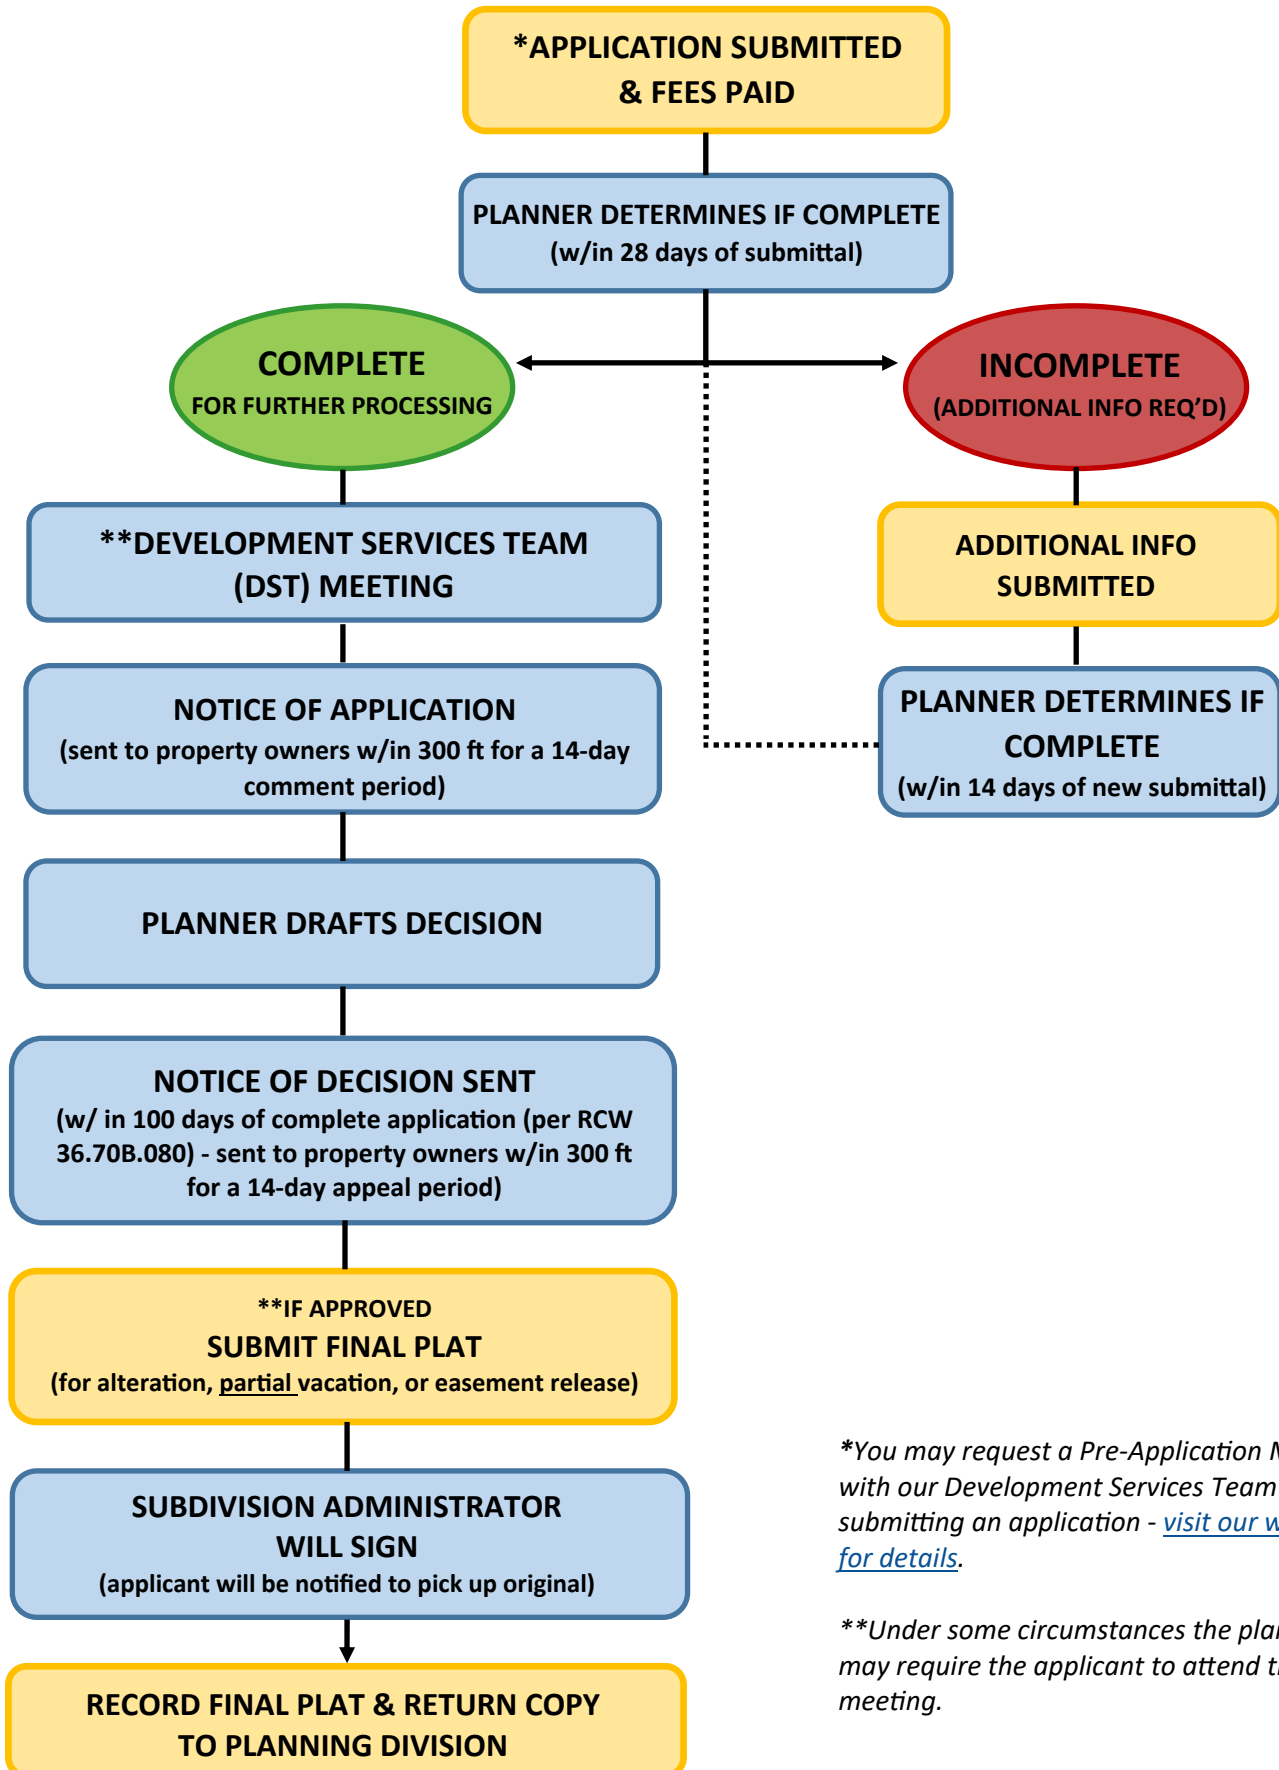 *APPLICATION SUBMITTED
& FEES PAID
PLANNER DETERMINES IF COMPLETE
(w/in 28 days of submittal)
COMPLETE
FOR FURTHER PROCESSING
INCOMPLETE
(ADDITIONAL INFO REQ’D)
**DEVELOPMENT SERVICES TEAM
(DST) MEETING
ADDITIONAL INFO
SUBMITTED
NOTICE OF APPLICATION
(sent to property owners w/in 300 ft for a 14-day
comment period)
PLANNER DETERMINES IF
COMPLETE
(w/in 14 days of new submittal)
PLANNER DRAFTS DECISION
NOTICE OF DECISION SENT
(w/ in 100 days of complete application (per RCW
36.70B.080) - sent to property owners w/in 300 ft
for a 14-day appeal period)
**IF APPROVED
SUBMIT FINAL PLAT
(for alteration, partial vacation, or easement release)
SUBDIVISION ADMINISTRATOR
WILL SIGN
(applicant will be notified to pick up original)
RECORD FINAL PLAT & RETURN COPY
TO PLANNING DIVISION
*You may request a Pre-Application
with our Development Services Team
submitting an application - visit our
for details.
**Under some circumstances the
may require the applicant to attend
meeting.